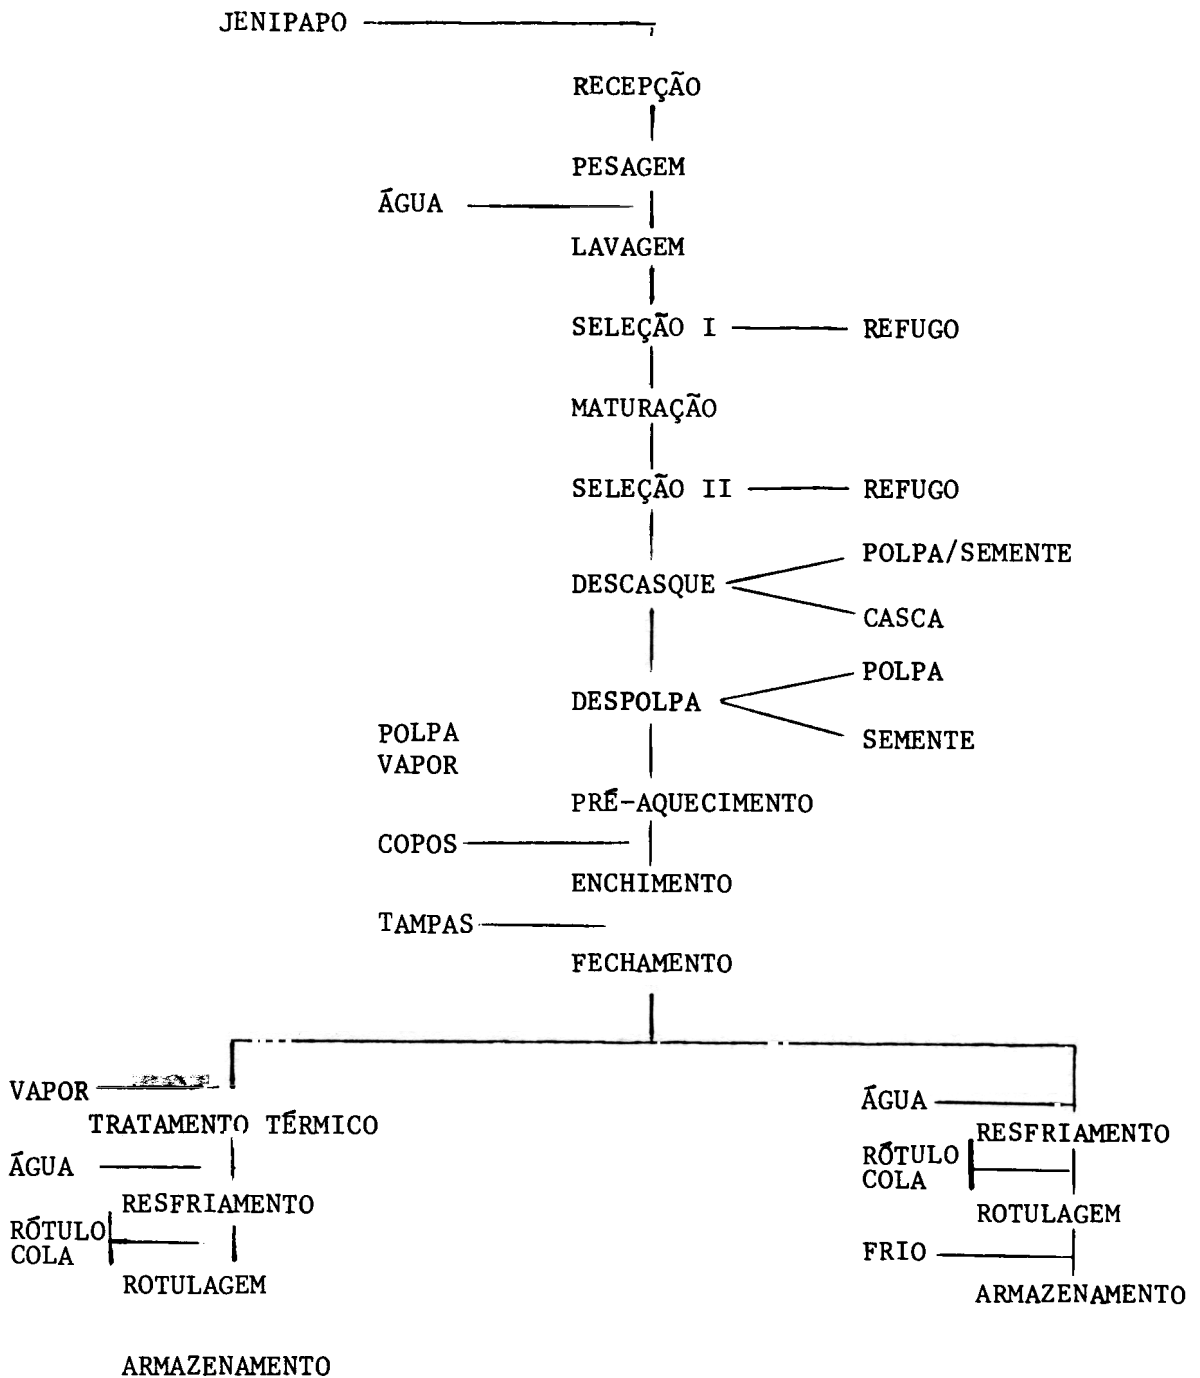 JENIPAPO
RECEPÇÃO
PESAGEM
ÁGUA
LAVAGEM
SELEÇÃO I
REFUGO
MATURAÇÃO
SELEÇÃO II
REFUGO
POLPA/SEMENTE
DESCASQUE
CASCA
POLPA
DESPOLPA
SEMENTE
POLPA
VAPOR
PRÉ-AQUECIMENTO
COPOS
ENCHIMENTO
TAMPAS
FECHAMENTO
VAPOR
TRATAMENTO TÉRMICO
ÁGUA
RESFRIAMENTO
RÓTULO
COLA
ROTULAGEM
ARMAZENAMENTO
ÁGUA
RESFRIAMENTO
RÓTULO
COLA
ROTULAGEM
FRIO
ARMAZENAMENTO